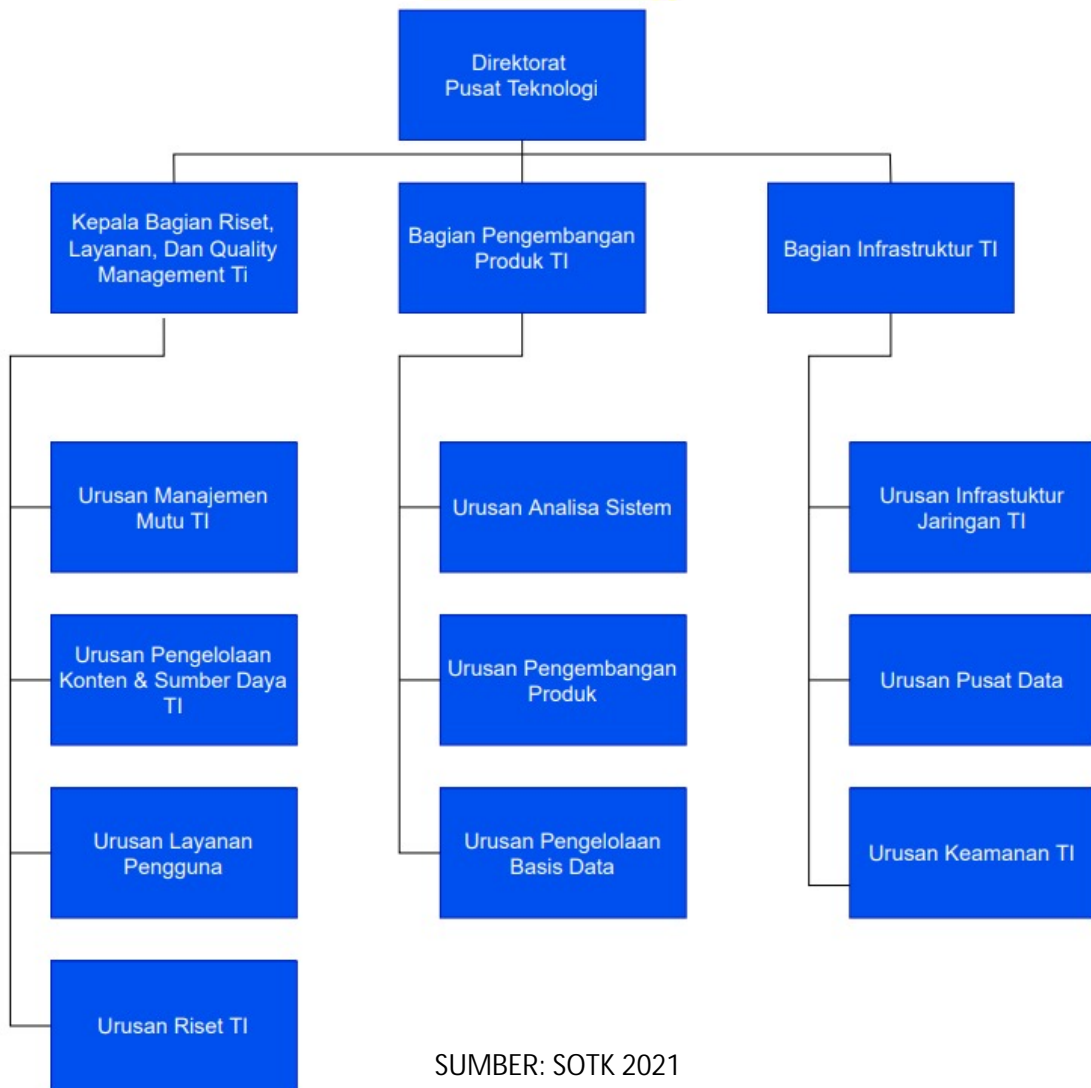 Direktorat
Pusat Teknologi
Kepala Bagian Riset,
Layanan, Dan Quality
Management Ti
Bagian Pengembangan
Produk TI
Bagian Infrastruktur TI
Urusan Manajemen
Mutu TI
Urusan Analisa Sistem
Urusan Infrastuktur
Jaringan TI
Urusan Pengelolaan
Konten & Sumber Daya
TI
Urusan Pengembangan
Produk
Urusan Pusat Data
Urusan Layanan
Pengguna
Urusan Pengelolaan
Basis Data
Urusan Keamanan TI
Urusan Riset TI
SUMBER: SOTK 2021